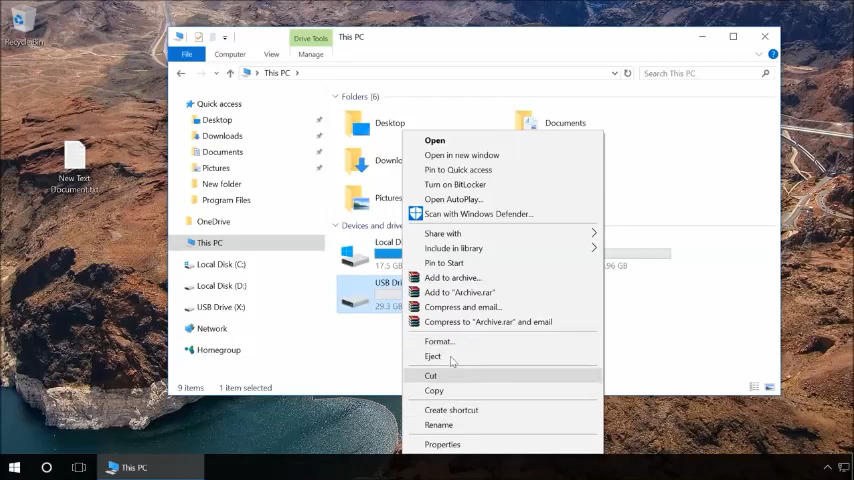 Recycle Bin
New Text
Document.txt
Drive Tools
This PC
File
Computer
View
Manage
This PC
Search This PC
Quick access
Desktop
Downloads
Documents
Pictures
New folder
Program Files
OneDrive
This PC
Local Disk (C:)
Local Disk (D:)
USB Drive (X:)
Network
Homegroup
Folders (6)
Desktop
Documents
Downlo
Pictures
Devices and drive
Local D
17.5 G
USB Dri
29.3 G
.96 GB
Open
Open in new window
Pin to Quick access
Turn on BitLocker
Open AutoPlay...
Scan with Windows Defender...
Share with
Include in library
Pin to Start
Add to archive...
Add to "Archive.rar"
Compress and email...
Compress to "Archive.rar" and email
Format...
Eject
Cut
Copy
Create shortcut
Rename
Properties
9 items
1 item selected
This PC